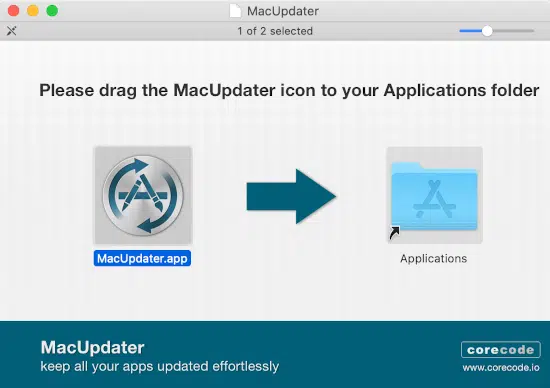 MacUpdater
1 of 2 selected
Please drag the MacUpdater icon to your Applications folder
MacUpdater.app
Applications
MacUpdater
keep all your apps updated effortlessly
corecode
www.corecode.io